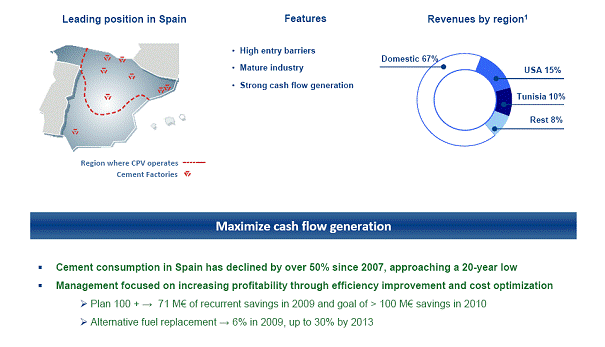 Leading position in Spain
Features
Revenues by region¹
• High entry barriers
• Mature industry
• Strong cash flow generation
Domestic 67%
USA 15%
Tunisia 10%
Rest 8%
Region where CPV operates
Cement Factories
Maximize cash flow generation
▪ Cement consumption in Spain has declined by over 50% since 2007, approaching a 20-year low
▪ Management focused on increasing profitability through efficiency improvement and cost optimization
➢ Plan 100 + → 71 M€ of recurrent savings in 2009 and goal of > 100 M€ savings in 2010
➢ Alternative fuel replacement → 6% in 2009, up to 30% by 2013